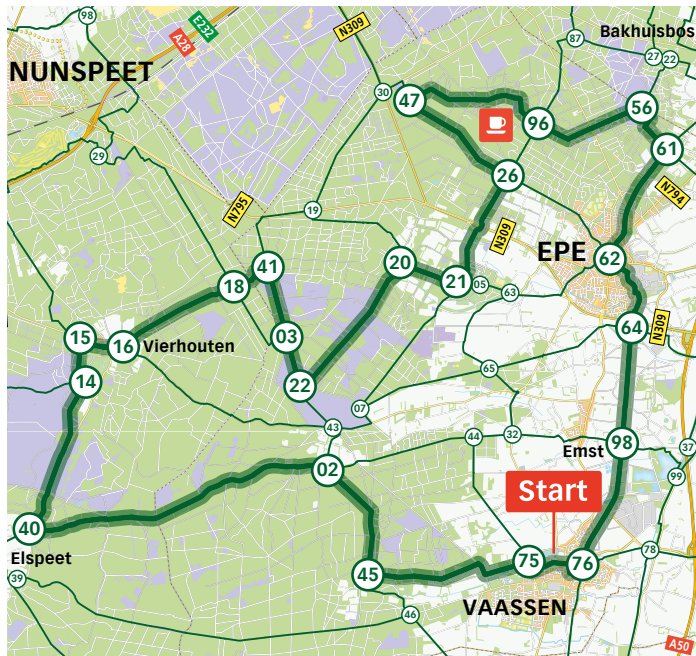 98
E232
A28
N309
87
Bakhuisbos
27
22
NUNSPEET
30
47
96
56
61
29
26
N794
N795
19
N309
EPE
62
41
20
21
05
63
18
03
64
N309
15
16
Vierhouten
14
22
65
07
43
44
32
Emst
98
37
02
99
Start
40
Elspeet
75
76
78
39
45
VAASSEN
46
A50